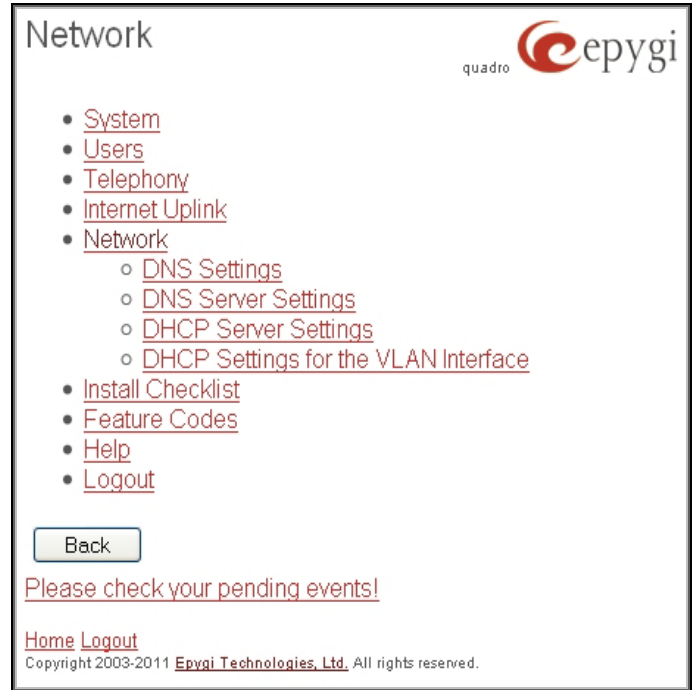 Network
quadro epygi
System
Users
Telephony
Internet Uplink
Network
DNS Settings
DNS Server Settings
DHCP Server Settings
DHCP Settings for the VLAN Interface
Install Checklist
Feature Codes
Help
Logout
Back
Please check your pending events!
Home Logout
Copyright 2003-2011 Epygi Technologies, Ltd. All rights reserved.